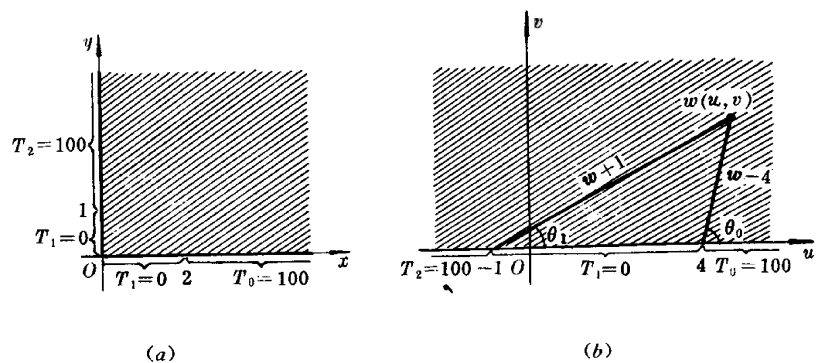 y
T₂=100
1
T₁=0
O
T₁=0 2 T₀=100
x
(a)
v
w(u, v)
w+1
w−4
θ₁
θ₀
T₂=100 −1 O T₁=0 4 T₀=100 u
(b)